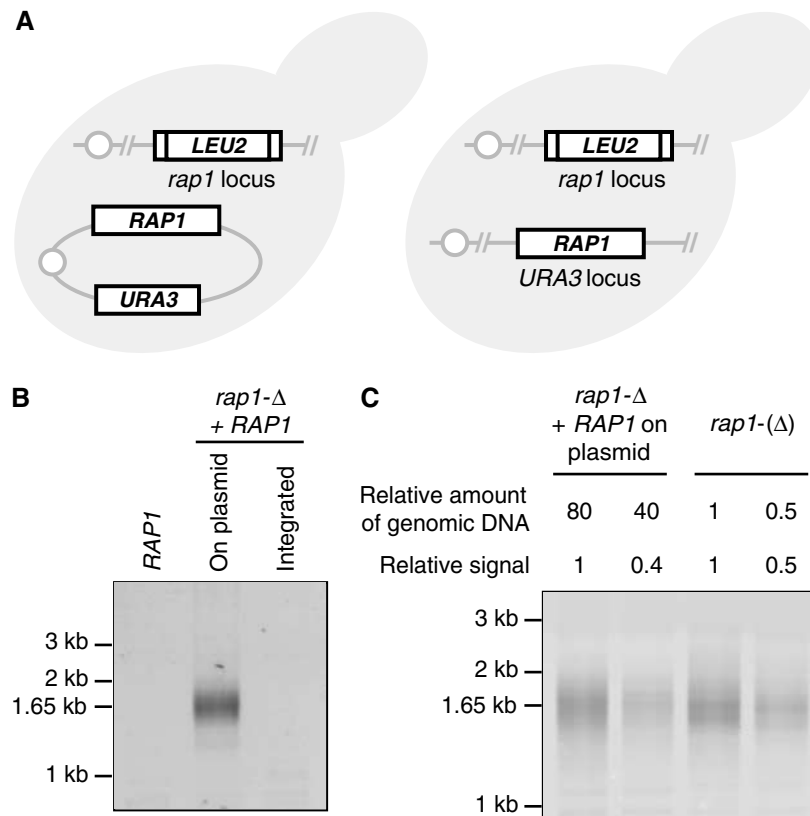 A
LEU2
rap1 locus
RAP1
URA3
LEU2
rap1 locus
RAP1
URA3 locus
B
rap1-Δ
+ RAP1
RAP1
On plasmid
Integrated
3 kb
2 kb
1.65 kb
1 kb
C
rap1-Δ
+ RAP1 on
plasmid
rap1-(Δ)
Relative amount
of genomic DNA
80 40 1 0.5
Relative signal 1 0.4 1 0.5
3 kb
2 kb
1.65 kb
1 kb